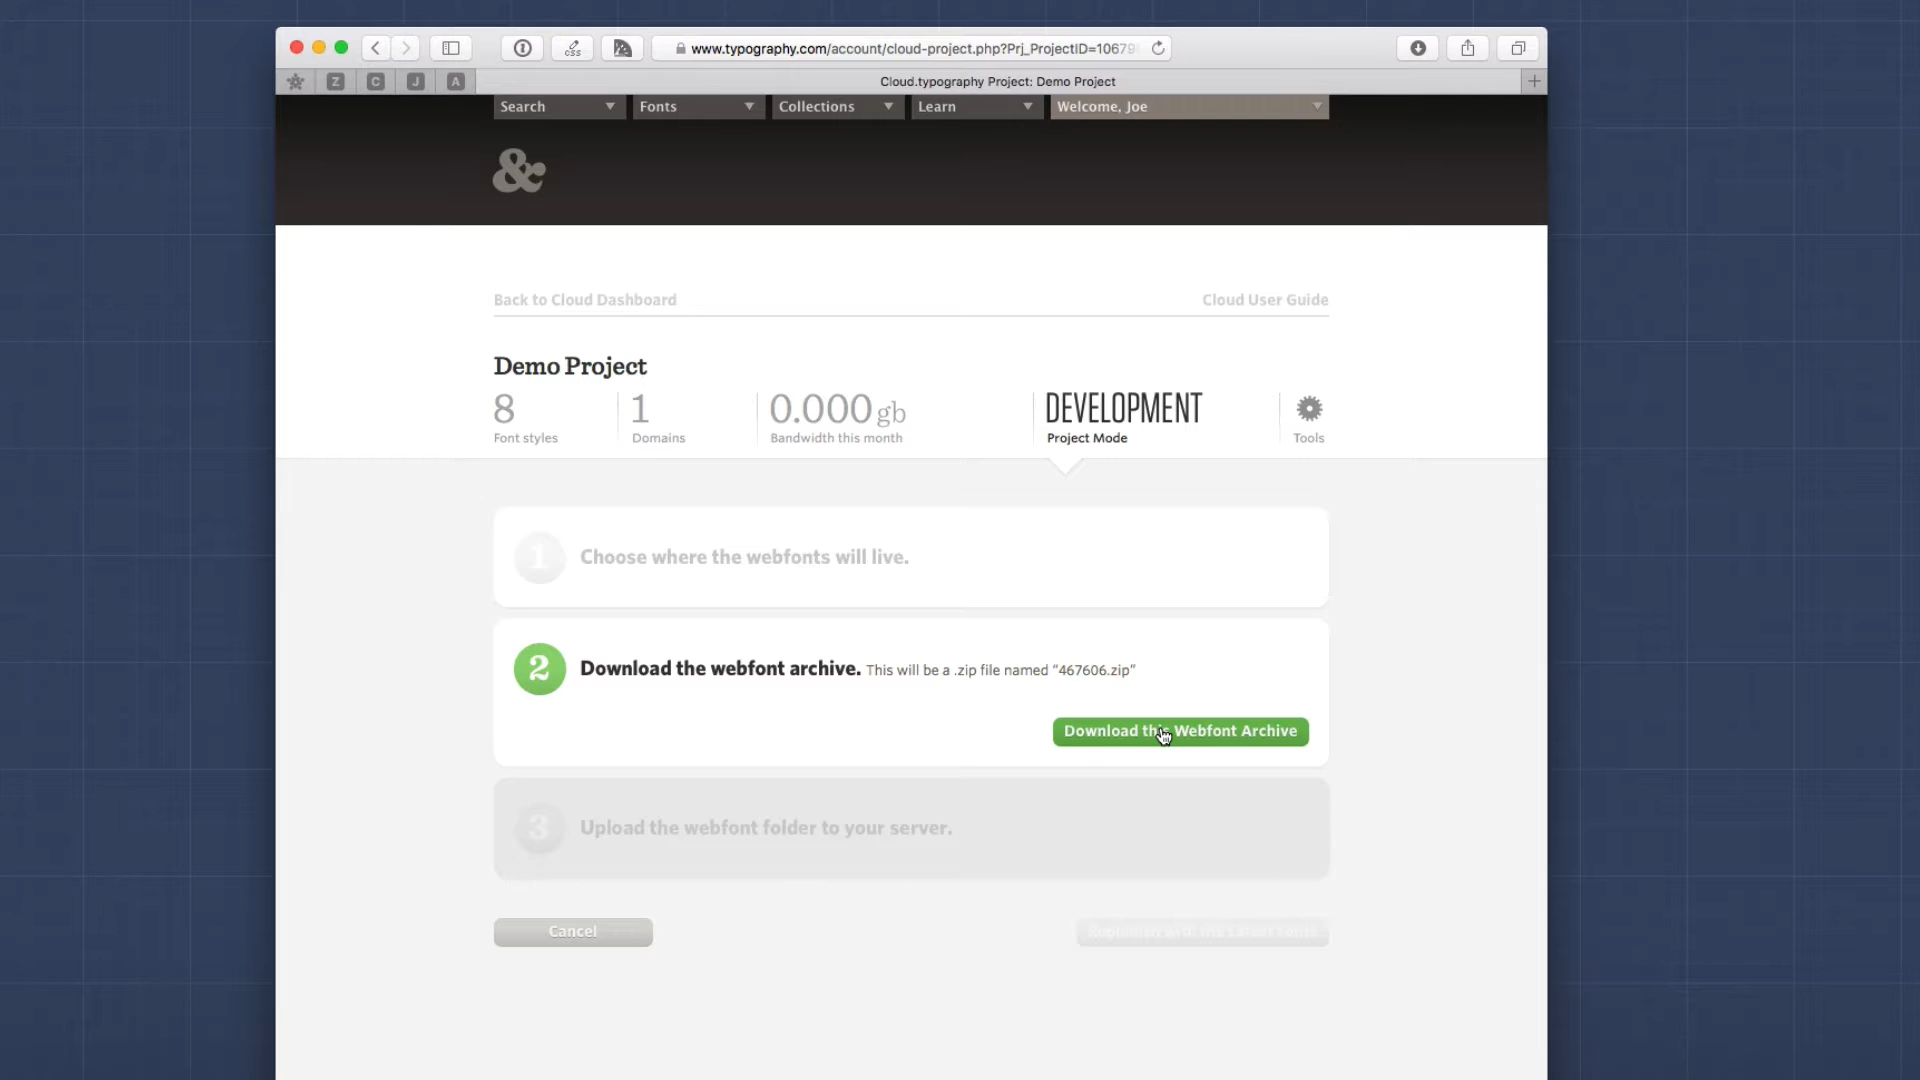 css
www.typography.com/account/cloud-project.php?Prj_ProjectID=10679
Z C J A Cloud.typography Project: Demo Project
Search Fonts Collections Learn Welcome, Joe
&
Back to Cloud Dashboard Cloud User Guide
Demo Project
8 1 0.000 gb DEVELOPMENT
Font styles Domains Bandwidth this month Project Mode Tools
1 Choose where the webfonts will live.
2 Download the webfont archive. This will be a .zip file named “467606.zip”
Download this Webfont Archive
3 Upload the webfont folder to your server.
Cancel